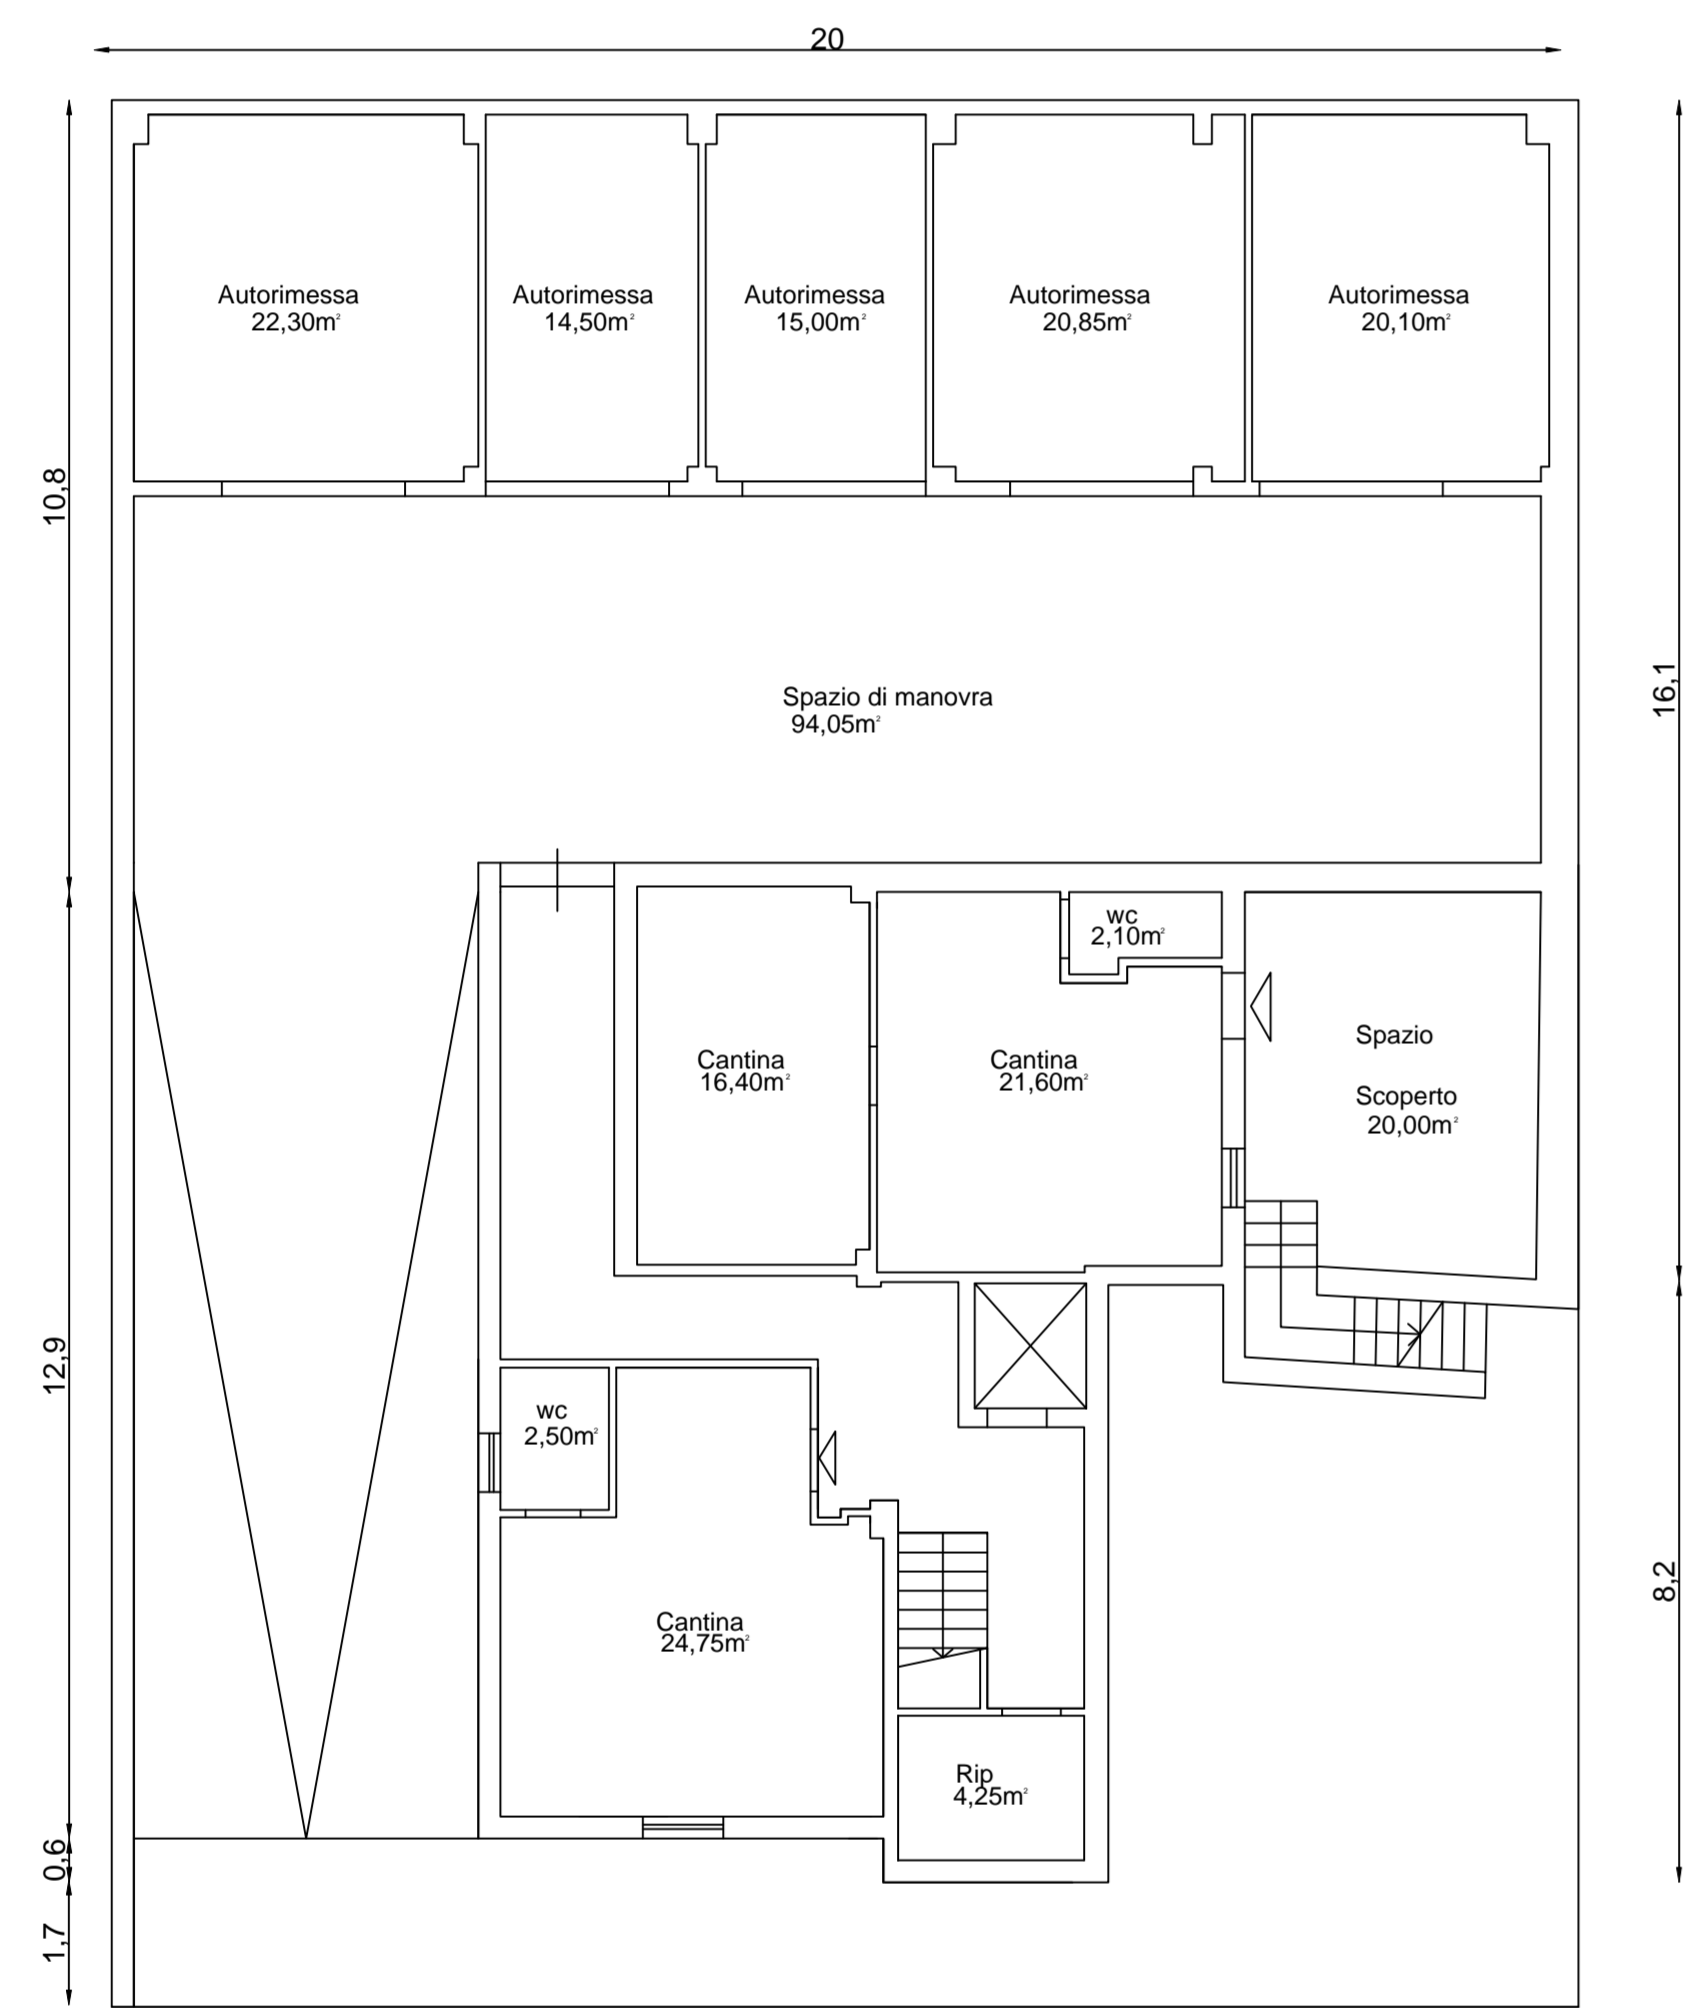 20
Autorimessa
22,30m²
Autorimessa
14,50m²
Autorimessa
15,00m²
Autorimessa
20,85m²
Autorimessa
20,10m²
10,8
16,1
Spazio di manovra
94,05m²
wc
2,10m²
Cantina
16,40m²
Cantina
21,60m²
Spazio
Scoperto
20,00m²
12,9
wc
2,50m²
8,2
Cantina
24,75m²
Rip
4,25m²
0,6
1,7